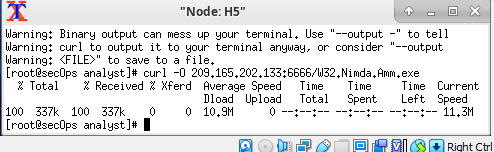 "Node: H5"
Warning: Binary output can mess up your terminal. Use "--output -" to tell
Warning: curl to output it to your terminal anyway, or consider "--output
Warning: <FILE>" to save to a file.
[root@secOps analyst]# curl -O 209.165.202.133:6666/W32.Nimda.Amm.exe
% Total % Received % Xferd Average Speed Time Time Time Current
Dload Upload Total Spent Left Speed
100 337k 100 337k 0 0 10.9M 0 --:--:-- --:--:-- --:--:-- 11.3M
[root@secOps analyst]#
Right Ctrl